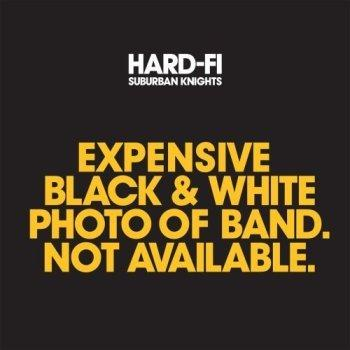 HARD-FI
SUBURBAN KNIGHTS
EXPENSIVE
BLACK & WHITE
PHOTO OF BAND.
NOT AVAILABLE.